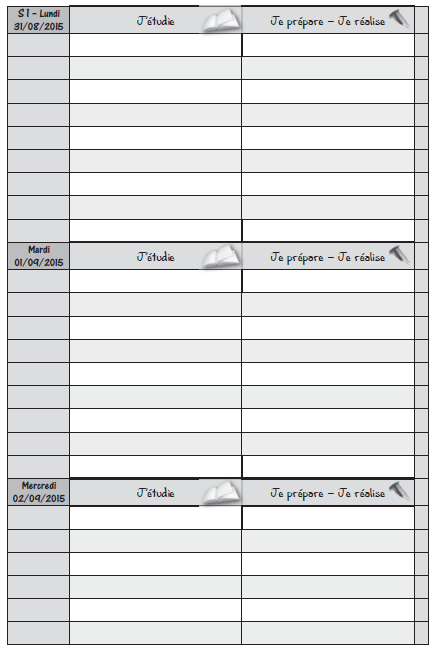 S1 – Lundi
31/08/2015
J'étudie
Je prépare – Je réalise
Mardi
01/09/2015
J'étudie
Je prépare – Je réalise
Mercredi
02/09/2015
J'étudie
Je prépare – Je réalise